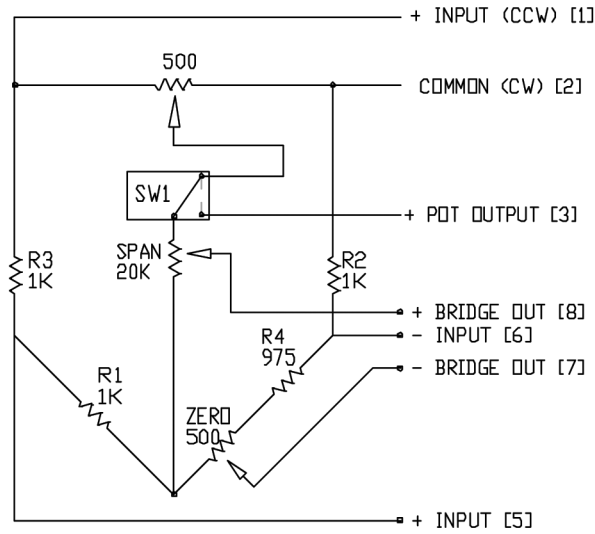 + INPUT (CCW) [1]
500
COMMON (CW) [2]
SW1
+ POT OUTPUT [3]
SPAN
20K
R3
1K
R2
1K
+ BRIDGE OUT [8]
- INPUT [6]
R4
975
- BRIDGE OUT [7]
R1
1K
ZERO
500
+ INPUT [5]